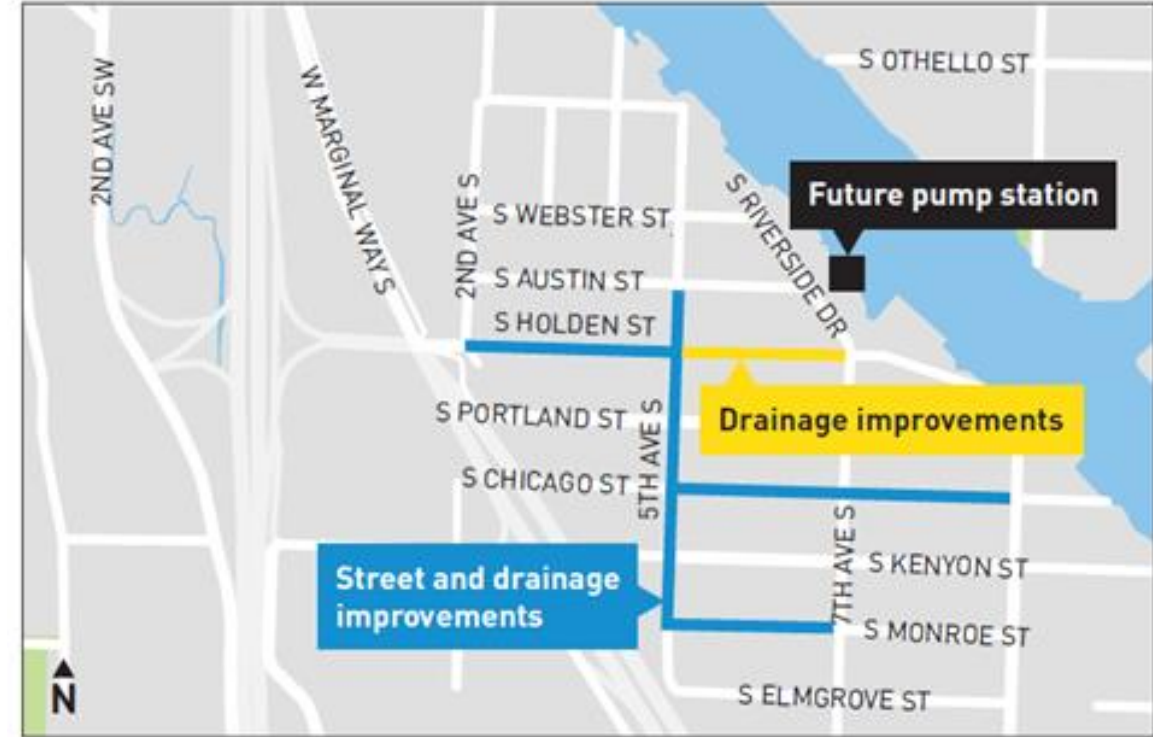 S OTHELLO ST
2ND AVE SW
W MARGINAL WAY S
2ND AVE S
S WEBSTER ST
S RIVERSIDE DR
Future pump station
S AUSTIN ST
S HOLDEN ST
S PORTLAND ST
5TH AVE S
Drainage improvements
S CHICAGO ST
7TH AVE S
S KENYON ST
Street and drainage
improvements
S MONROE ST
N
S ELMGROVE ST